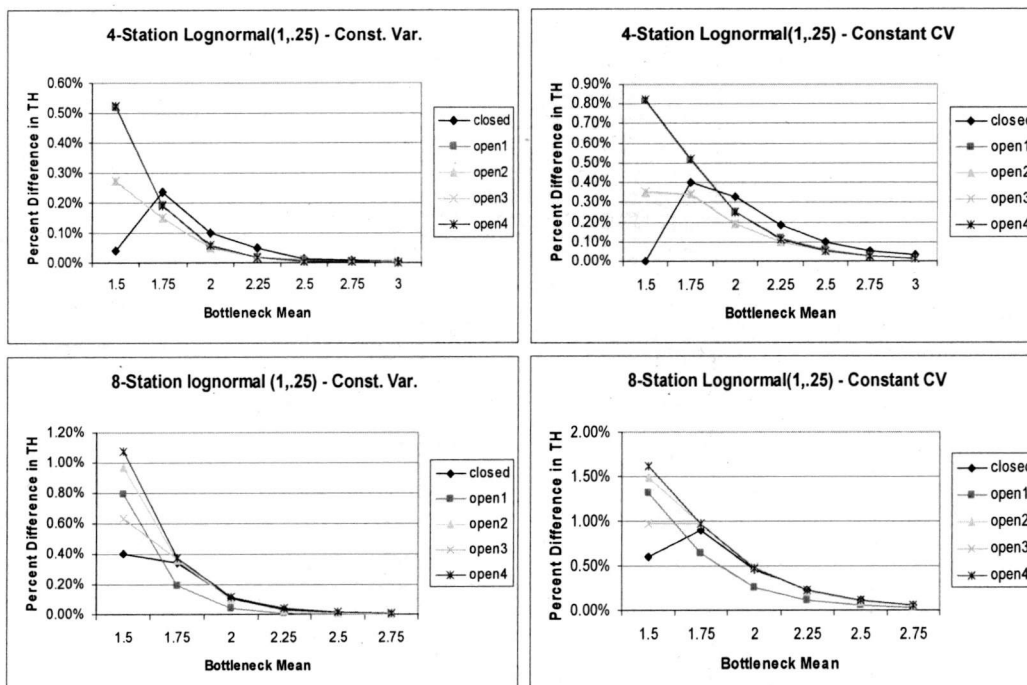 4-Station Lognormal(1,.25) - Const. Var.
Percent Difference in TH
0.60%
0.50%
0.40%
0.30%
0.20%
0.10%
0.00%
1.5 1.75 2 2.25 2.5 2.75 3
Bottleneck Mean
closed
open1
open2
open3
open4
4-Station Lognormal(1,.25) - Constant CV
Percent Difference in TH
0.90%
0.80%
0.70%
0.60%
0.50%
0.40%
0.30%
0.20%
0.10%
0.00%
1.5 1.75 2 2.25 2.5 2.75 3
Bottleneck Mean
closed
open1
open2
open3
open4
8-Station lognormal (1,.25) - Const. Var.
Percent Difference in TH
1.20%
1.00%
0.80%
0.60%
0.40%
0.20%
0.00%
1.5 1.75 2 2.25 2.5 2.75
Bottleneck Mean
closed
open1
open2
open3
open4
8-Station Lognormal(1,.25) - Constant CV
Percent Difference in TH
2.00%
1.50%
1.00%
0.50%
0.00%
1.5 1.75 2 2.25 2.5 2.75
Bottleneck Mean
closed
open1
open2
open3
open4